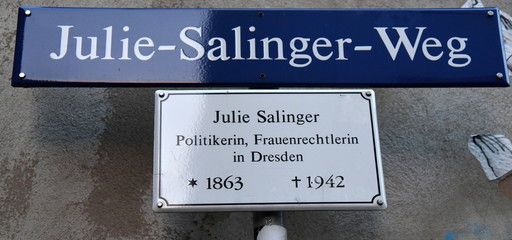 Julie-Salinger-Weg
Julie Salinger
Politikerin, Frauenrechtlerin
in Dresden
✶ 1863 † 1942